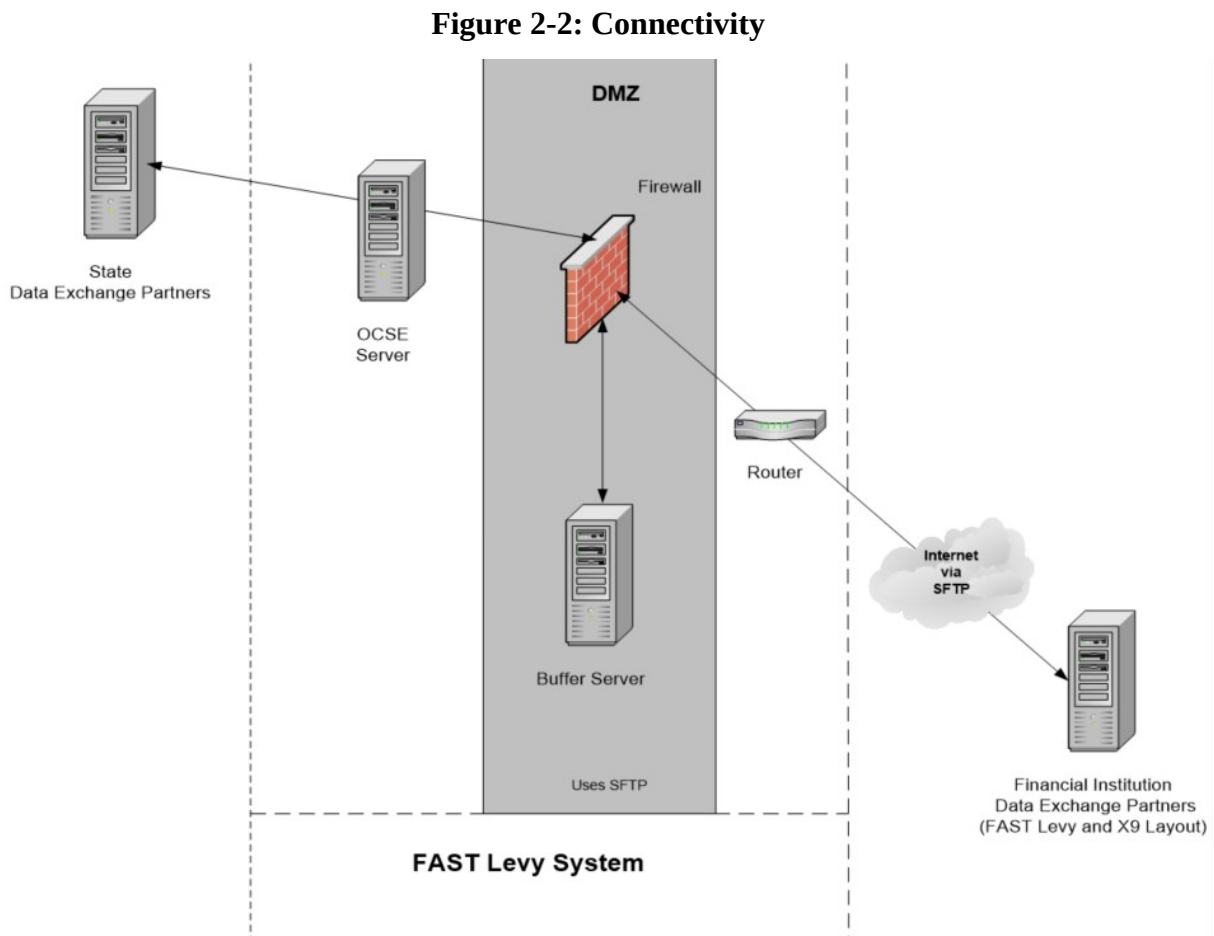 Figure 2-2: Connectivity
DMZ
Firewall
State
Data Exchange Partners
OCSE
Server
Router
Internet
via
SFTP
Buffer Server
Uses SFTP
Financial Institution
Data Exchange Partners
(FAST Levy and X9 Layout)
FAST Levy System